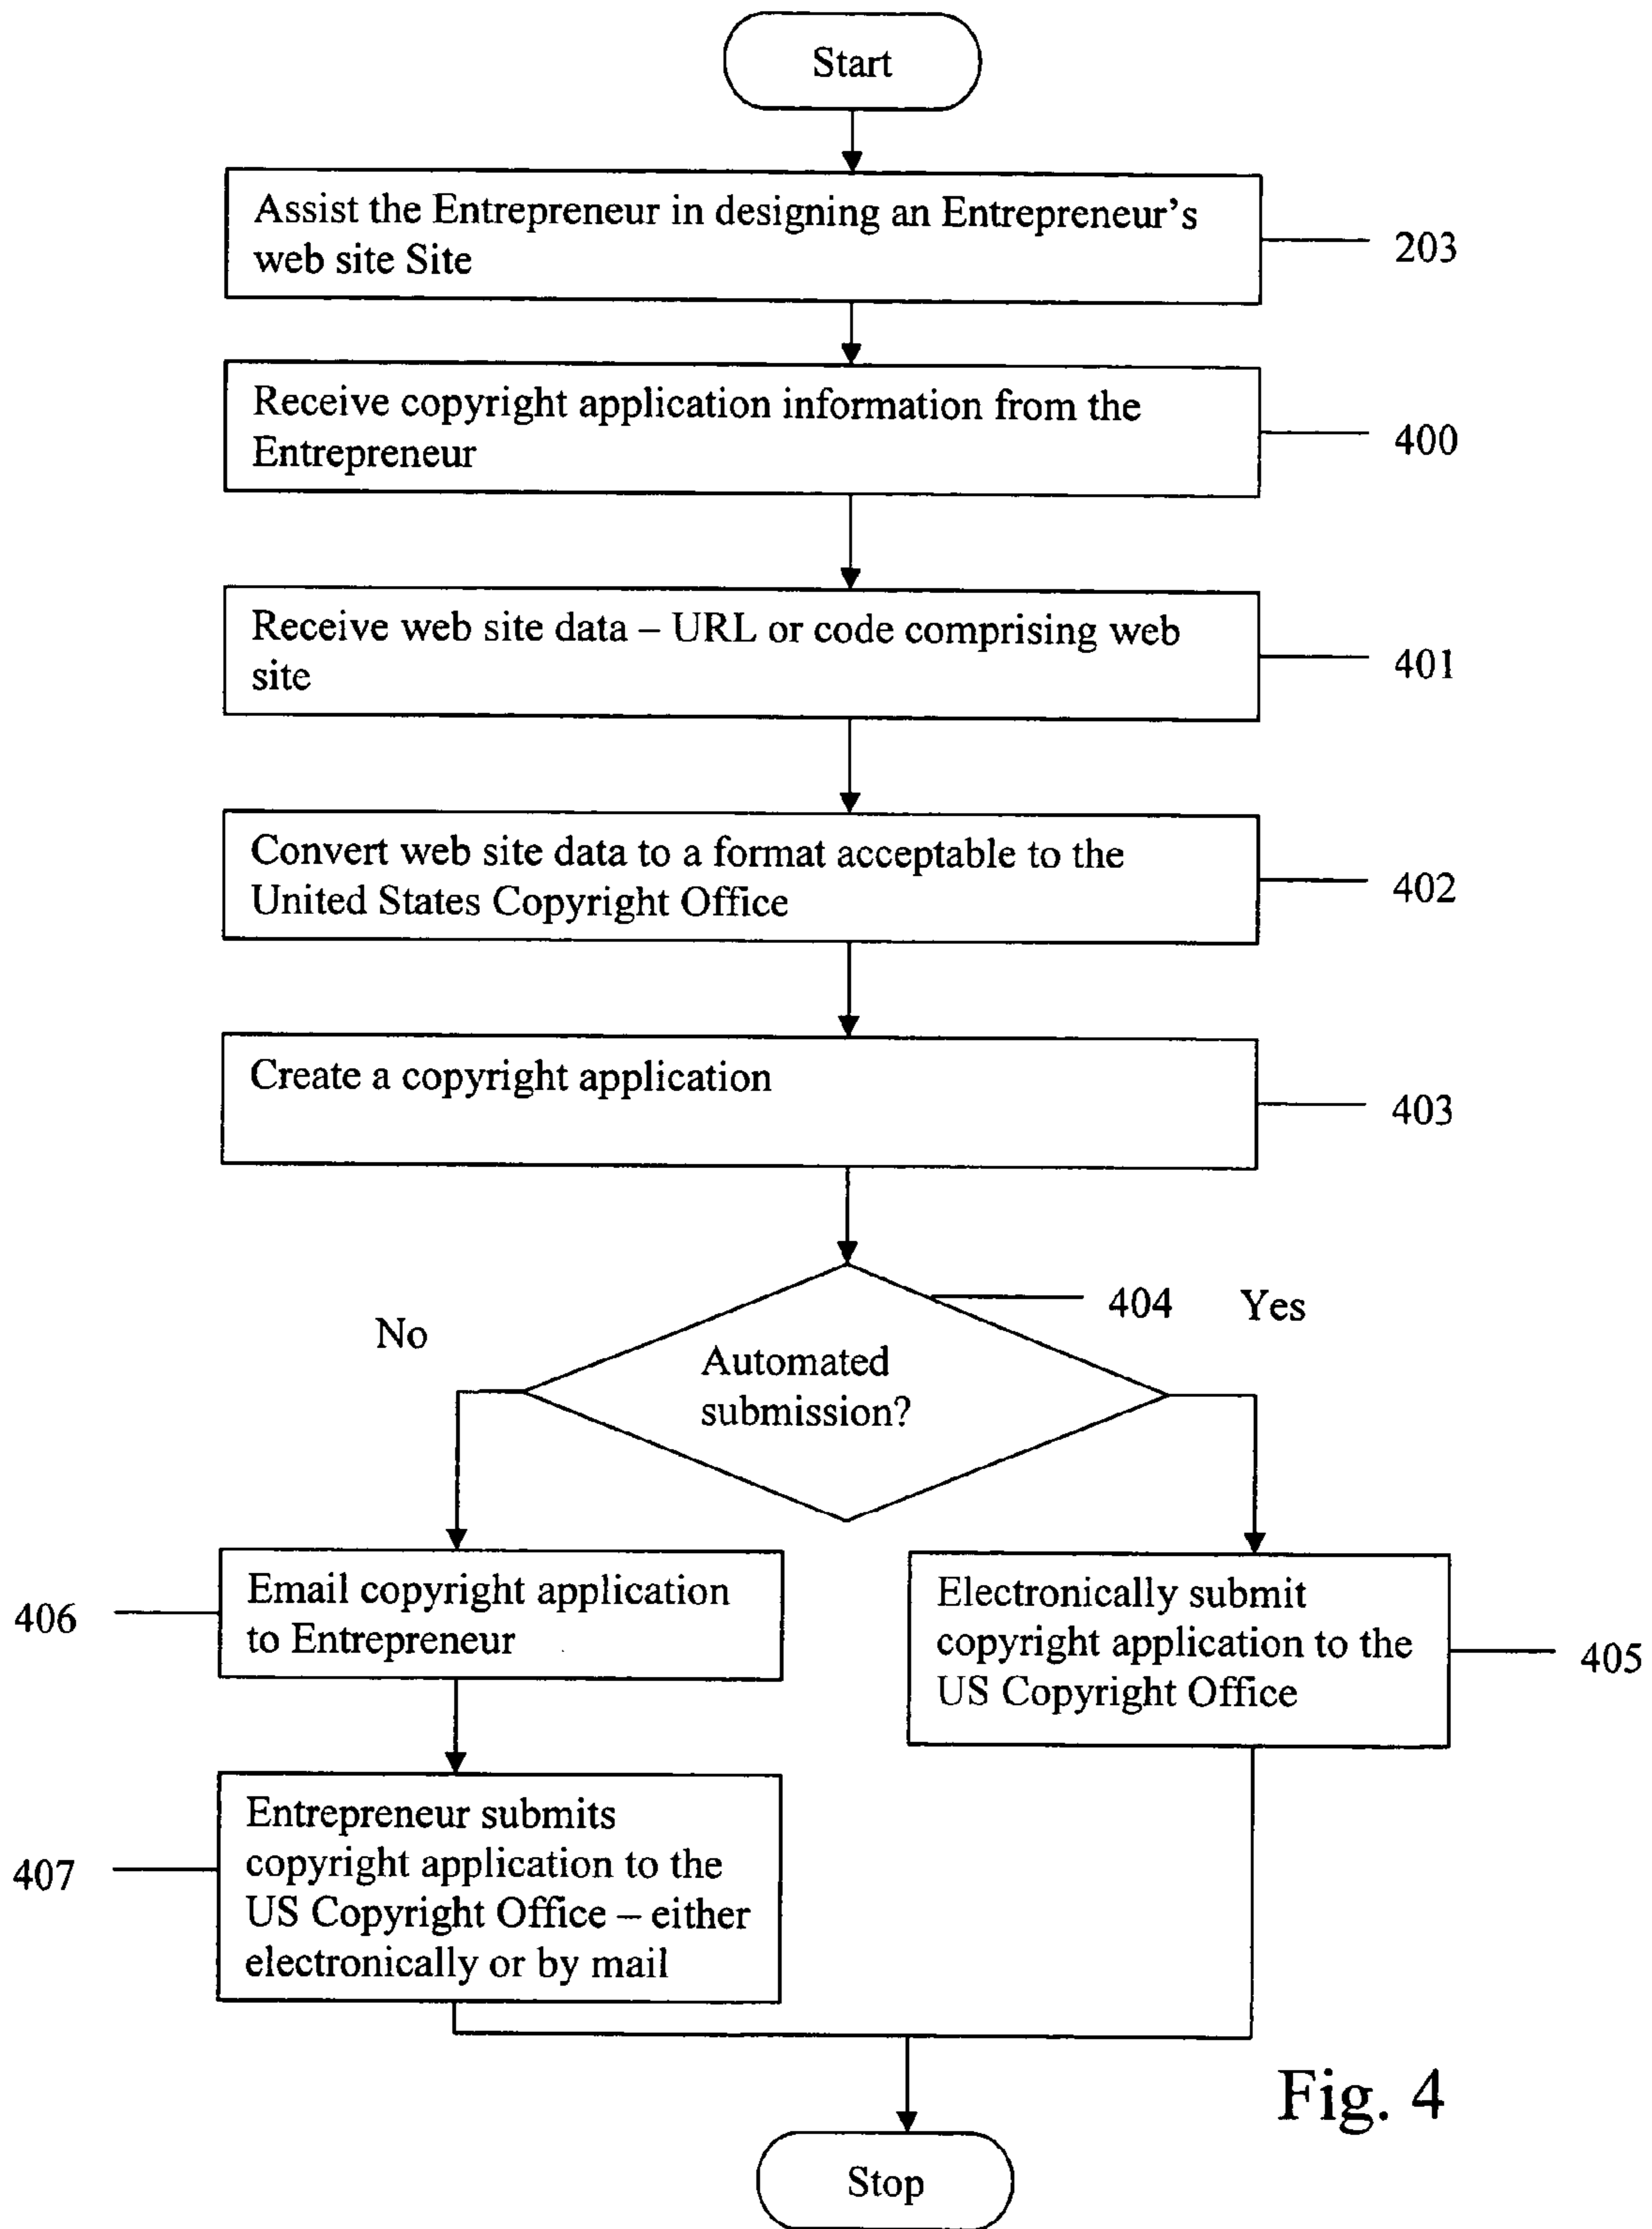 Start
Assist the Entrepreneur in designing an Entrepreneur’s
web site Site
203
Receive copyright application information from the
Entrepreneur
400
Receive web site data – URL or code comprising web
site
401
Convert web site data to a format acceptable to the
United States Copyright Office
402
Create a copyright application
403
404
Yes
No
Automated
submission?
406
Email copyright application
to Entrepreneur
Electronically submit
copyright application to the
US Copyright Office
405
407
Entrepreneur submits
copyright application to the
US Copyright Office – either
electronically or by mail
Fig. 4
Stop